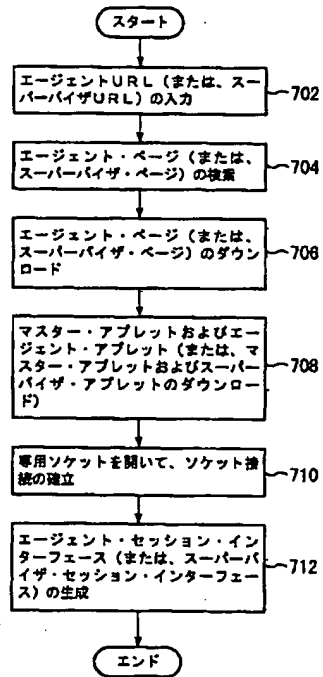 スタート
エージェントURL(または、スー
パーバイザURL)の入力
702
エージェント・ページ(または、
スーパーバイザ・ページ)の検索
704
エージェント・ページ(または、
スーパーバイザ・ページ)のダウン
ロード
706
マスター・アプレットおよびエー
ジェント・アプレット(または、マ
スター・アプレットおよびスーパー
バイザ・アプレットのダウンロー
ド)
708
専用ソケットを開いて、ソケット接
続の確立
710
エージェント・セッション・イン
ターフェース(または、スーパーバ
イザ・セッション・インターフェー
ス)の生成
712
エンド